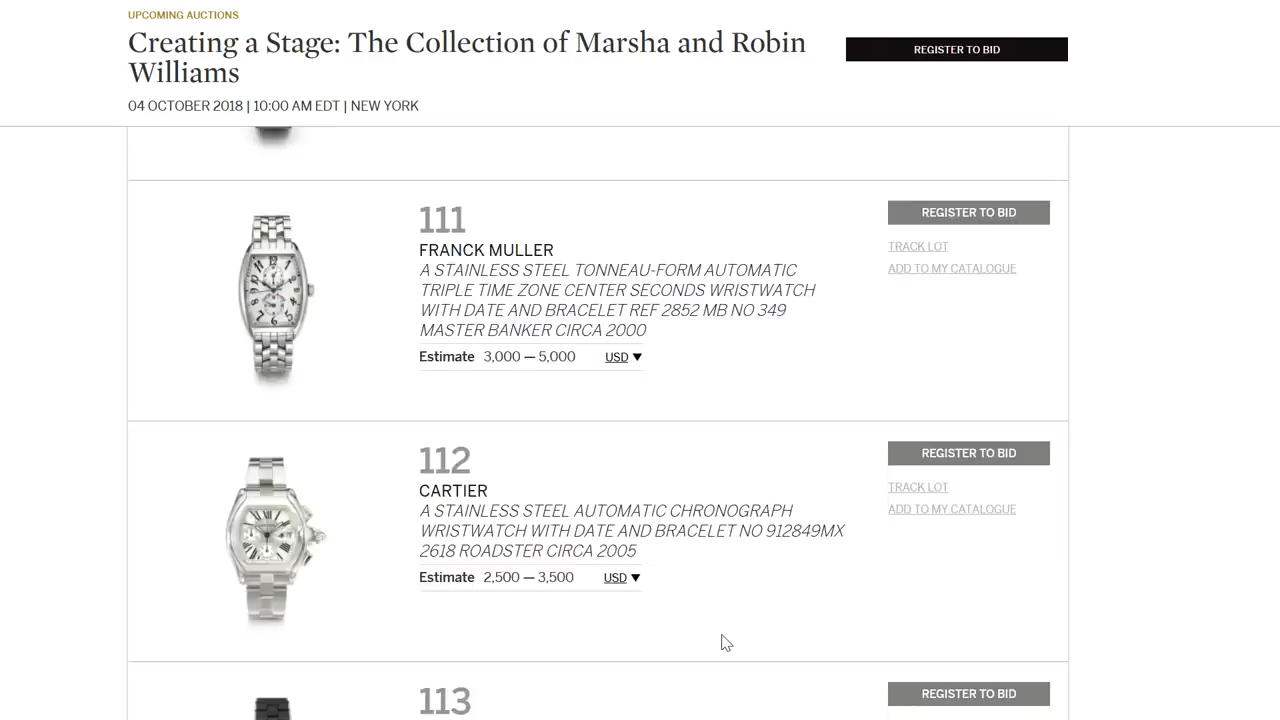 UPCOMING AUCTIONS
Creating a Stage: The Collection of Marsha and Robin
Williams
REGISTER TO BID
04 OCTOBER 2018 | 10:00 AM EDT | NEW YORK
111
REGISTER TO BID
FRANCK MULLER
TRACK LOT
A STAINLESS STEEL TONNEAU-FORM AUTOMATIC
ADD TO MY CATALOGUE
TRIPLE TIME ZONE CENTER SECONDS WRISTWATCH
WITH DATE AND BRACELET REF 2852 MB NO 349
MASTER BANKER CIRCA 2000
Estimate 3,000 — 5,000 USD ▼
112
REGISTER TO BID
CARTIER
TRACK LOT
A STAINLESS STEEL AUTOMATIC CHRONOGRAPH
ADD TO MY CATALOGUE
WRISTWATCH WITH DATE AND BRACELET NO 912849MX
2618 ROADSTER CIRCA 2005
Estimate 2,500 — 3,500 USD ▼
113
REGISTER TO BID